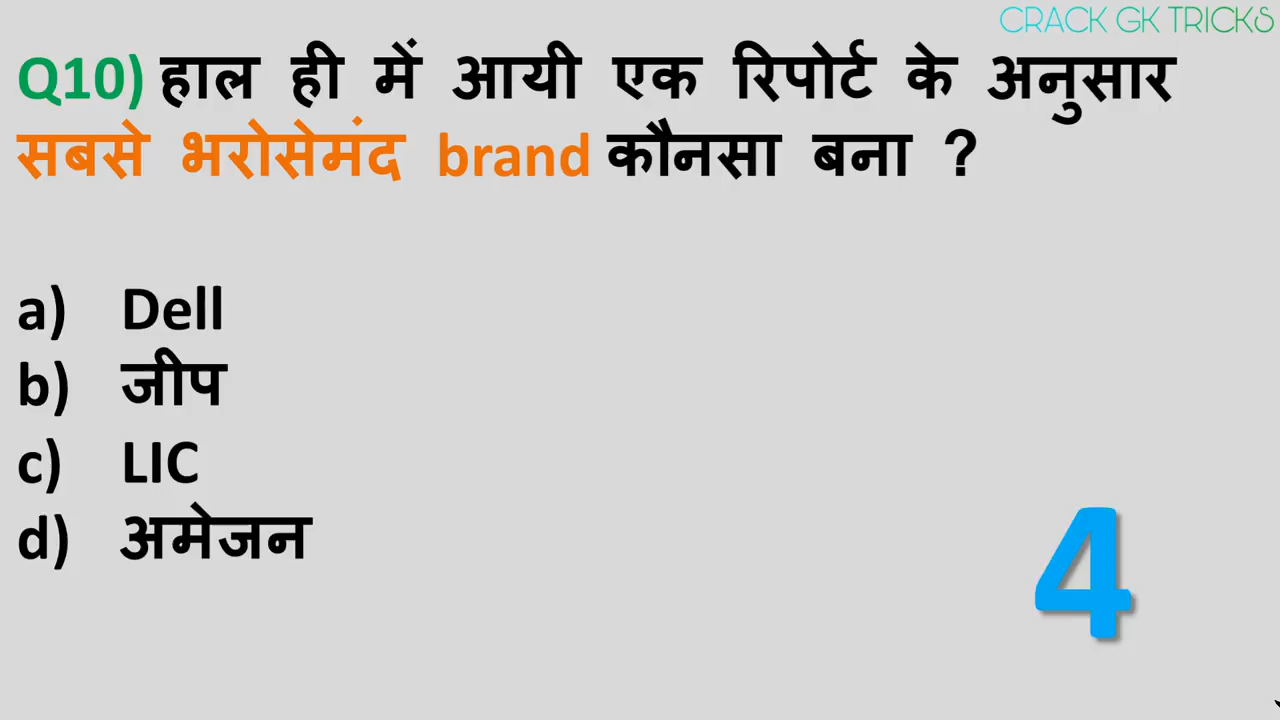 CRACK GK TRICKS
Q10) हाल ही में आयी एक रिपोर्ट के अनुसार
सबसे भरोसेमंद brand कौनसा बना ?
a) Dell
b) जीप
c) LIC
d) अमेजन
4